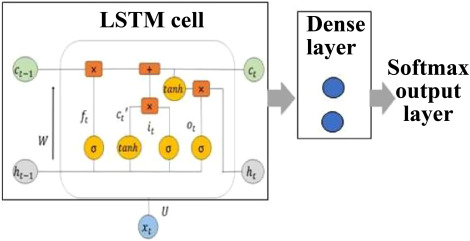 LSTM cell
Dense
layer
Softmax
output
layer
c_{t-1}
x
+
c_t
tanh
x
x
f_t
c_t'
i_t
o_t
W
σ
tanh
σ
σ
h_{t-1}
h_t
x_t
U